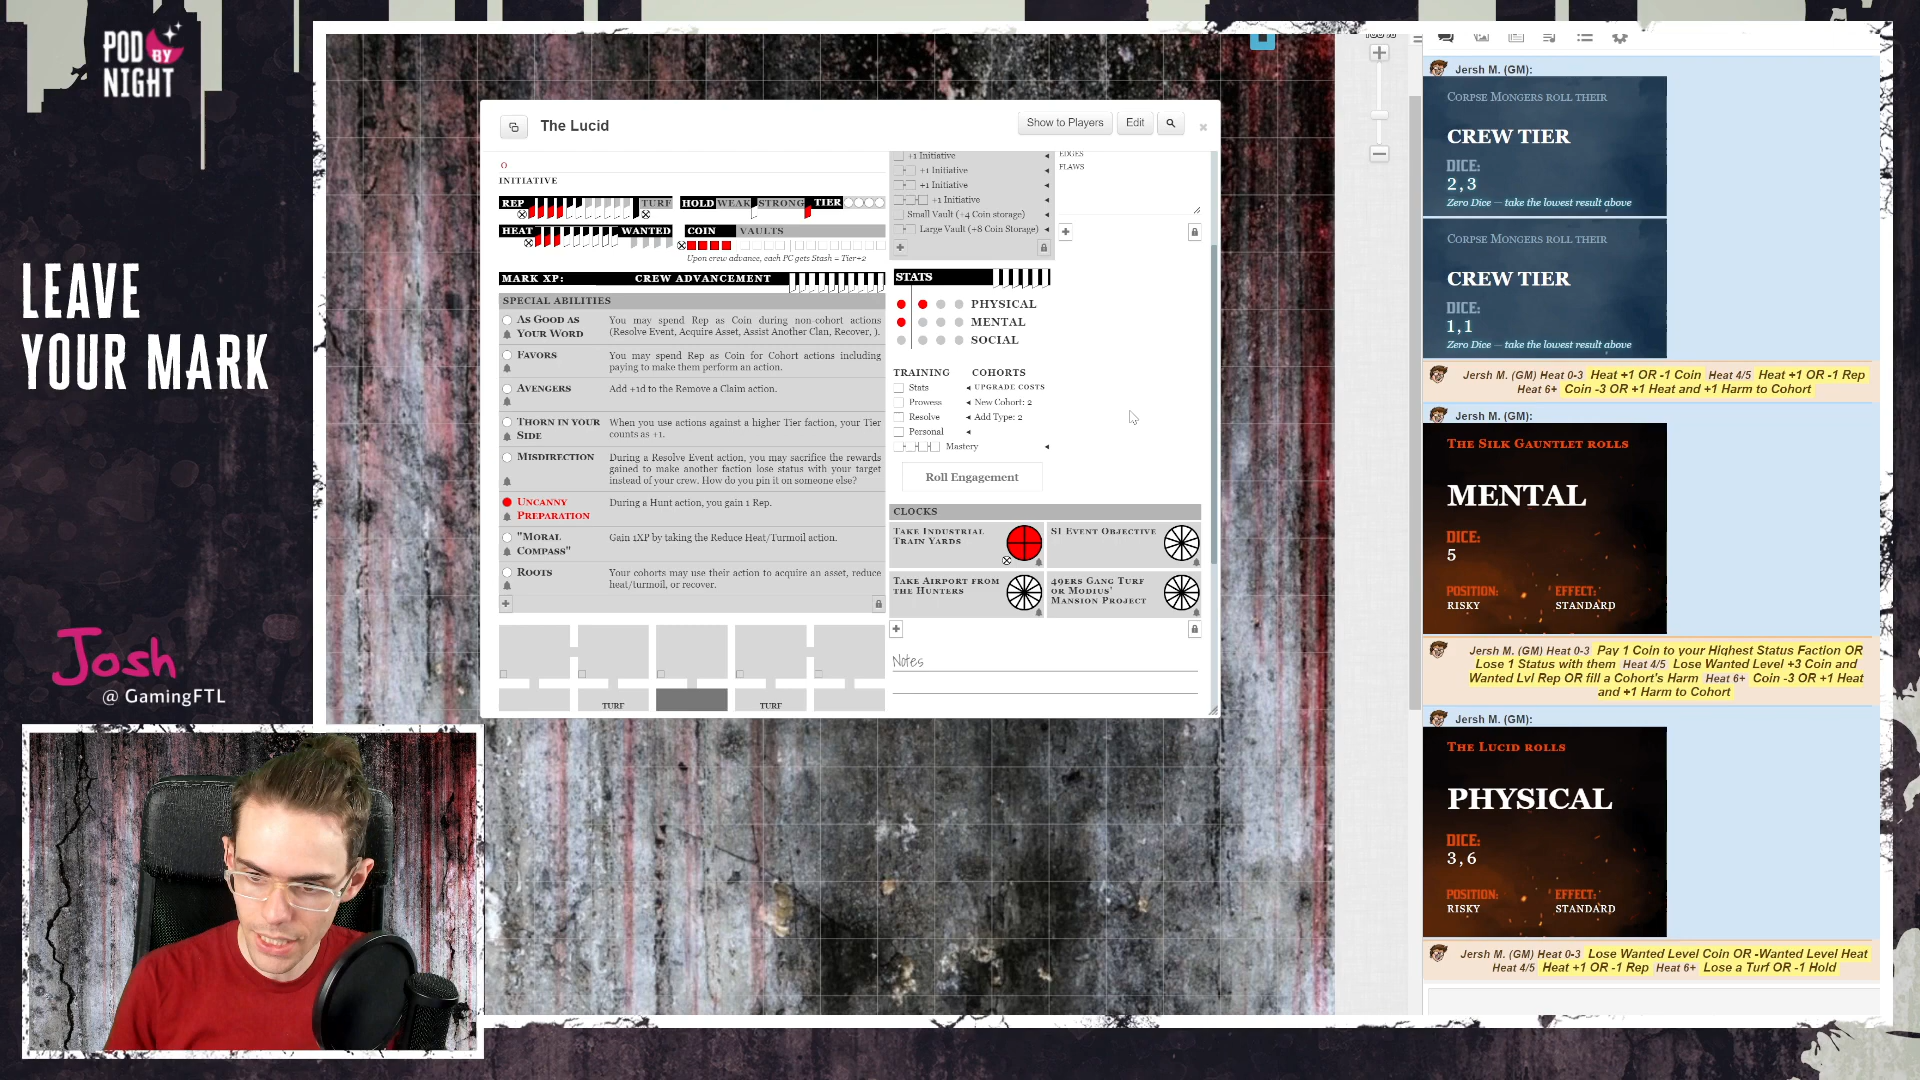 POD BY NIGHT
LEAVE
YOUR MARK
Josh
@ GamingFTL
The Lucid
Show to Players
Edit
0
INITIATIVE
REP
TURF
HOLD WEAK STRONG TIER
HEAT
WANTED
COIN
VAULTS
Upon crew advance, each PC gets Stash = Tier+2
MARK XP:
CREW ADVANCEMENT
SPECIAL ABILITIES
As Good as Your Word
You may spend Rep as Coin during non-cohort actions
(Resolve Event, Acquire Asset, Assist Another Clan, Recover, ).
Favors
You may spend Rep as Coin for Cohort actions including
paying to make them perform an action.
Avengers
Add +1d to the Remove a Claim action.
Thorn in Your Side
When you use actions against a higher Tier faction, your Tier
counts as +1.
Misdirection
During a Resolve Event action, you may sacrifice the rewards
gained to make another faction lose status with your target
instead of your crew. How do you pin it on someone else?
Uncanny Preparation
During a Hunt action, you gain 1 Rep.
"Moral Compass"
Gain 1XP by taking the Reduce Heat/Turmoil action.
Roots
Your cohorts may use their action to acquire an asset, reduce
heat/turmoil, or recover.
TURF
TURF
+1 Initiative
+1 Initiative
+1 Initiative
+1 Initiative
Small Vault (+4 Coin storage)
Large Vault (+8 Coin Storage)
EDGES
FLAWS
STATS
PHYSICAL
MENTAL
SOCIAL
TRAINING
Stats
Prowess
Resolve
Personal
Mastery
COHORTS
UPGRADE COSTS
New Cohort: 2
Add Type: 2
Roll Engagement
CLOCKS
Take Industrial
Train Yards
S1 Event Objective
Take Airport from
the Hunters
49ers Gang Turf
or Modius'
Mansion Project
Notes
100%
Jersh M. (GM):
Corpse Mongers roll their
CREW TIER
DICE:
2,3
Zero Dice — take the lowest result above
Corpse Mongers roll their
CREW TIER
DICE:
1,1
Zero Dice — take the lowest result above
Jersh M. (GM) Heat 0-3 Heat +1 OR -1 Coin Heat 4/5 Heat +1 OR -1 Rep
Heat 6+ Coin -3 OR +1 Heat and +1 Harm to Cohort
Jersh M. (GM):
The Silk Gauntlet rolls
MENTAL
DICE:
5
POSITION:
RISKY
EFFECT:
STANDARD
Jersh M. (GM) Heat 0-3 Pay 1 Coin to your Highest Status Faction OR
Lose 1 Status with them Heat 4/5 Lose Wanted Level +3 Coin and
Wanted Lvl Rep OR fill a Cohort's Harm Heat 6+ Coin -3 OR +1 Heat
and +1 Harm to Cohort
Jersh M. (GM):
The Lucid rolls
PHYSICAL
DICE:
3,6
POSITION:
RISKY
EFFECT:
STANDARD
Jersh M. (GM) Heat 0-3 Lose Wanted Level Coin OR -Wanted Level Heat
Heat 4/5 Heat +1 OR -1 Rep Heat 6+ Lose a Turf OR -1 Hold